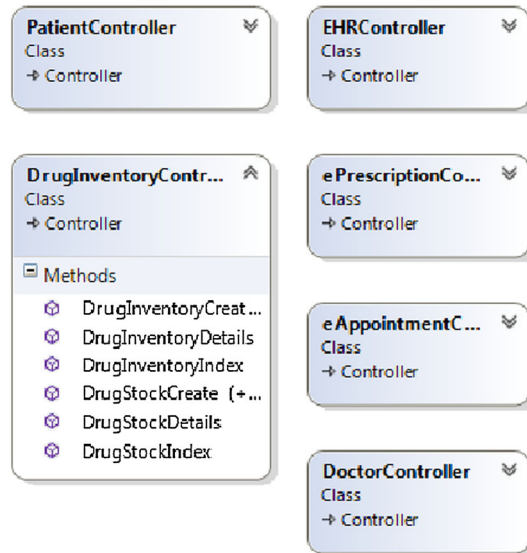 PatientController
Class
→ Controller
EHRController
Class
→ Controller
DrugInventoryContr...
Class
→ Controller
Methods
DrugInventoryCreat...
DrugInventoryDetails
DrugInventoryIndex
DrugStockCreate (+...
DrugStockDetails
DrugStockIndex
ePrescriptionCo...
Class
→ Controller
eAppointmentC...
Class
→ Controller
DoctorController
Class
→ Controller